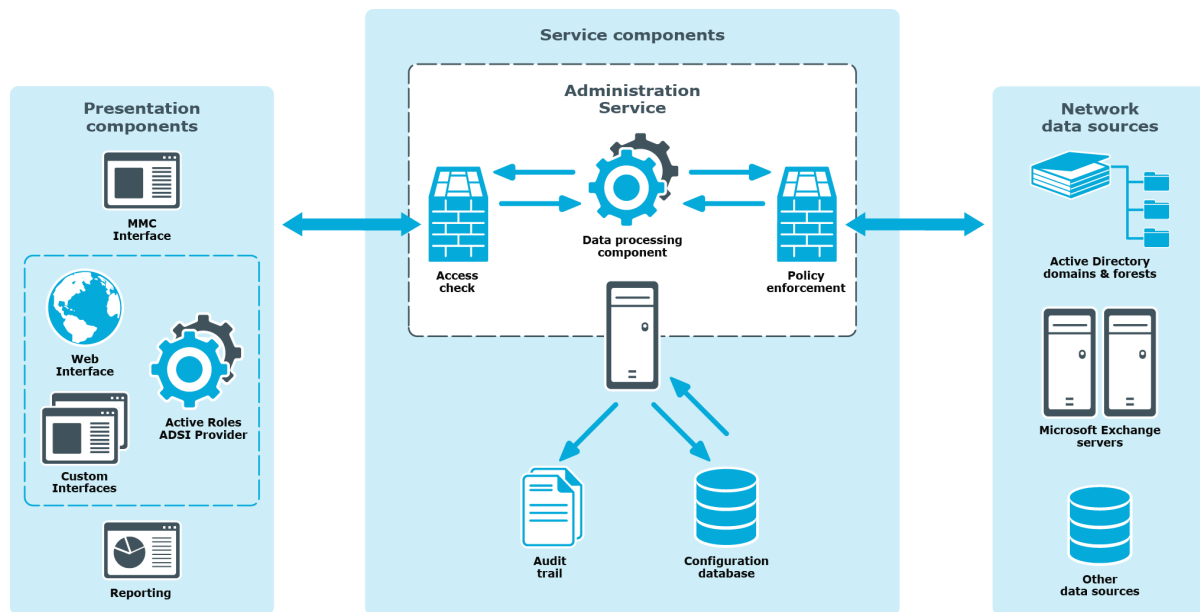 Presentation
components
MMC
Interface
Web
Interface
Active Roles
ADSI Provider
Custom
Interfaces
Reporting
Service components
Administration
Service
Data processing
component
Access
check
Policy
enforcement
Audit
trail
Configuration
database
Network
data sources
Active Directory
domains & forests
Microsoft Exchange
servers
Other
data sources